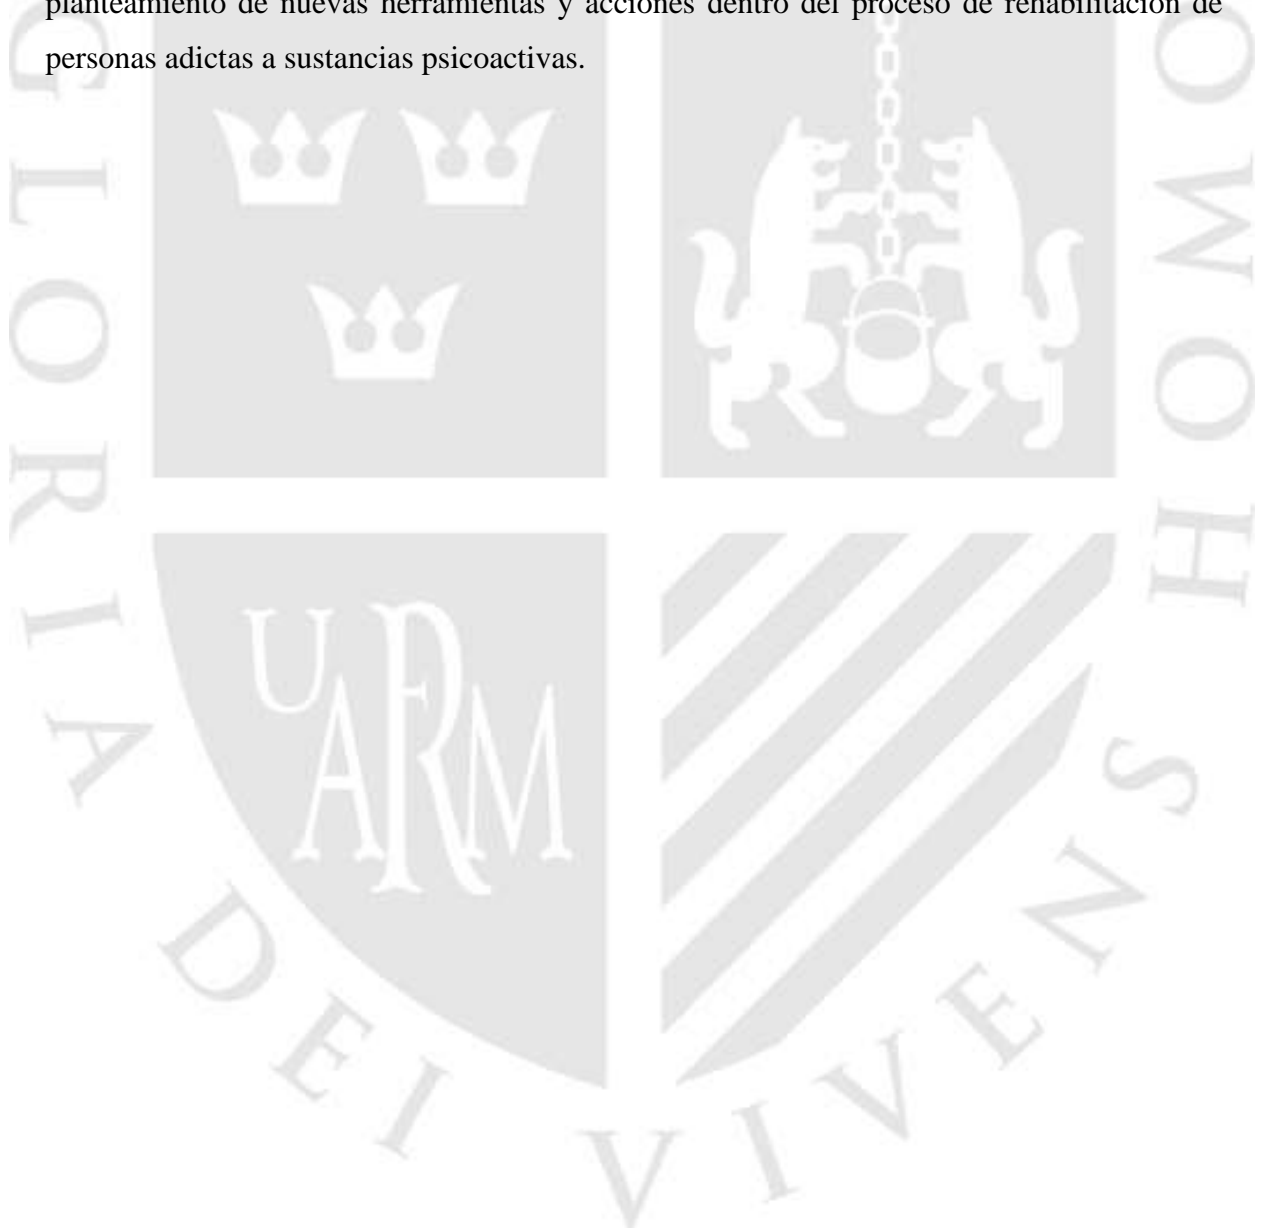 planteamiento de nuevas herramientas y acciones dentro del proceso de rehabilitación de
personas adictas a sustancias psicoactivas.
UARM
GLORIA DEI VIVENS HOMO